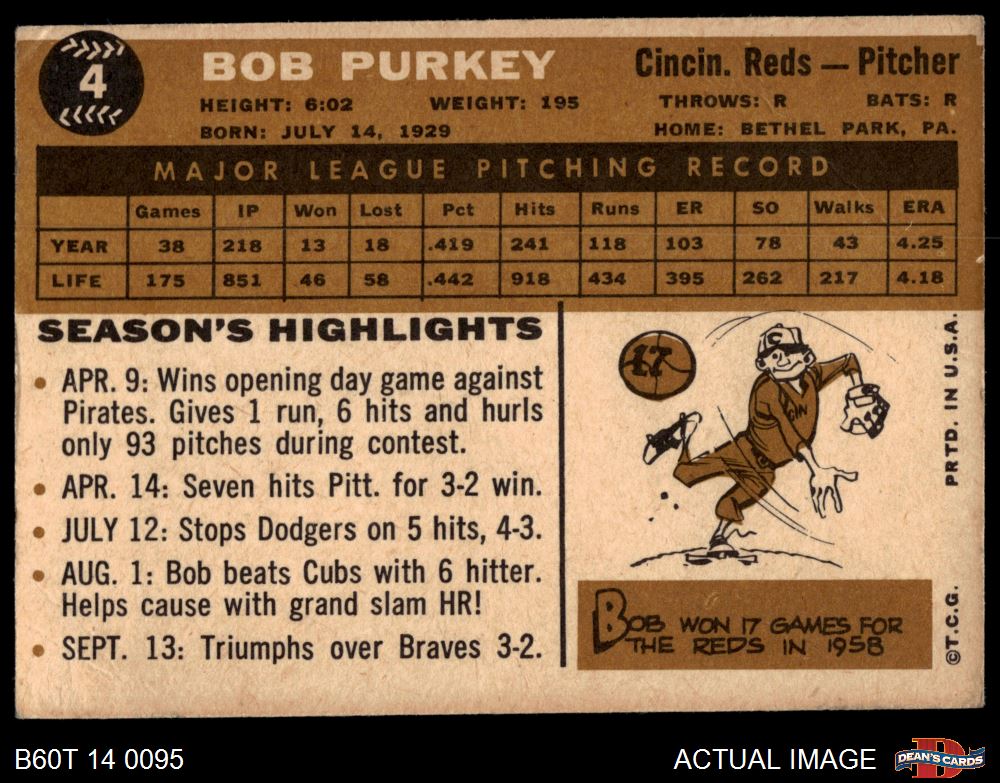 4
BOB PURKEY
Cincin. Reds — Pitcher
HEIGHT: 6:02 WEIGHT: 195 THROWS: R BATS: R
BORN: JULY 14, 1929 HOME: BETHEL PARK, PA.
MAJOR LEAGUE PITCHING RECORD
Games IP Won Lost Pct Hits Runs ER SO Walks ERA
YEAR 38 218 13 18 .419 241 118 103 78 43 4.25
LIFE 175 851 46 58 .442 918 434 395 262 217 4.18
SEASON'S HIGHLIGHTS
• APR. 9: Wins opening day game against
Pirates. Gives 1 run, 6 hits and hurls
only 93 pitches during contest.
• APR. 14: Seven hits Pitt. for 3-2 win.
• JULY 12: Stops Dodgers on 5 hits, 4-3.
• AUG. 1: Bob beats Cubs with 6 hitter.
Helps cause with grand slam HR!
• SEPT. 13: Triumphs over Braves 3-2.
17
C
CIN
BOB WON 17 GAMES FOR
THE REDS IN 1958
©T.C.G. PRTD. IN U.S.A.
B60T 14 0095
ACTUAL IMAGE
D
DEAN'S CARDS